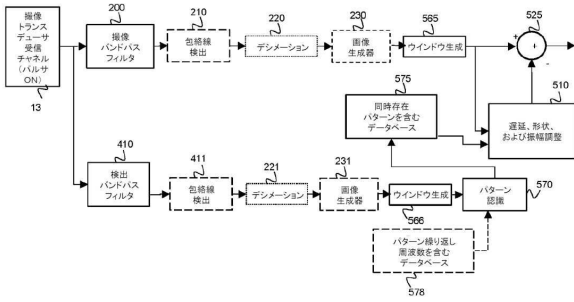 撮像
トランス
デューサ
受信
チャネル
(パルサ
ON)
13
200
撮像
バンドパス
フィルタ
210
包絡線
検出
220
デシメーション
230
画像
生成器
565
ウインドウ生成
525
+
+
-
575
同時存在
パターンを含む
データベース
510
遅延、形状、
および振幅調整
410
検出
バンドパス
フィルタ
411
包絡線
検出
221
デシメーション
231
画像
生成器
ウインドウ生成
566
パターン
認識
570
パターン繰り返し
周波数を含む
データベース
578